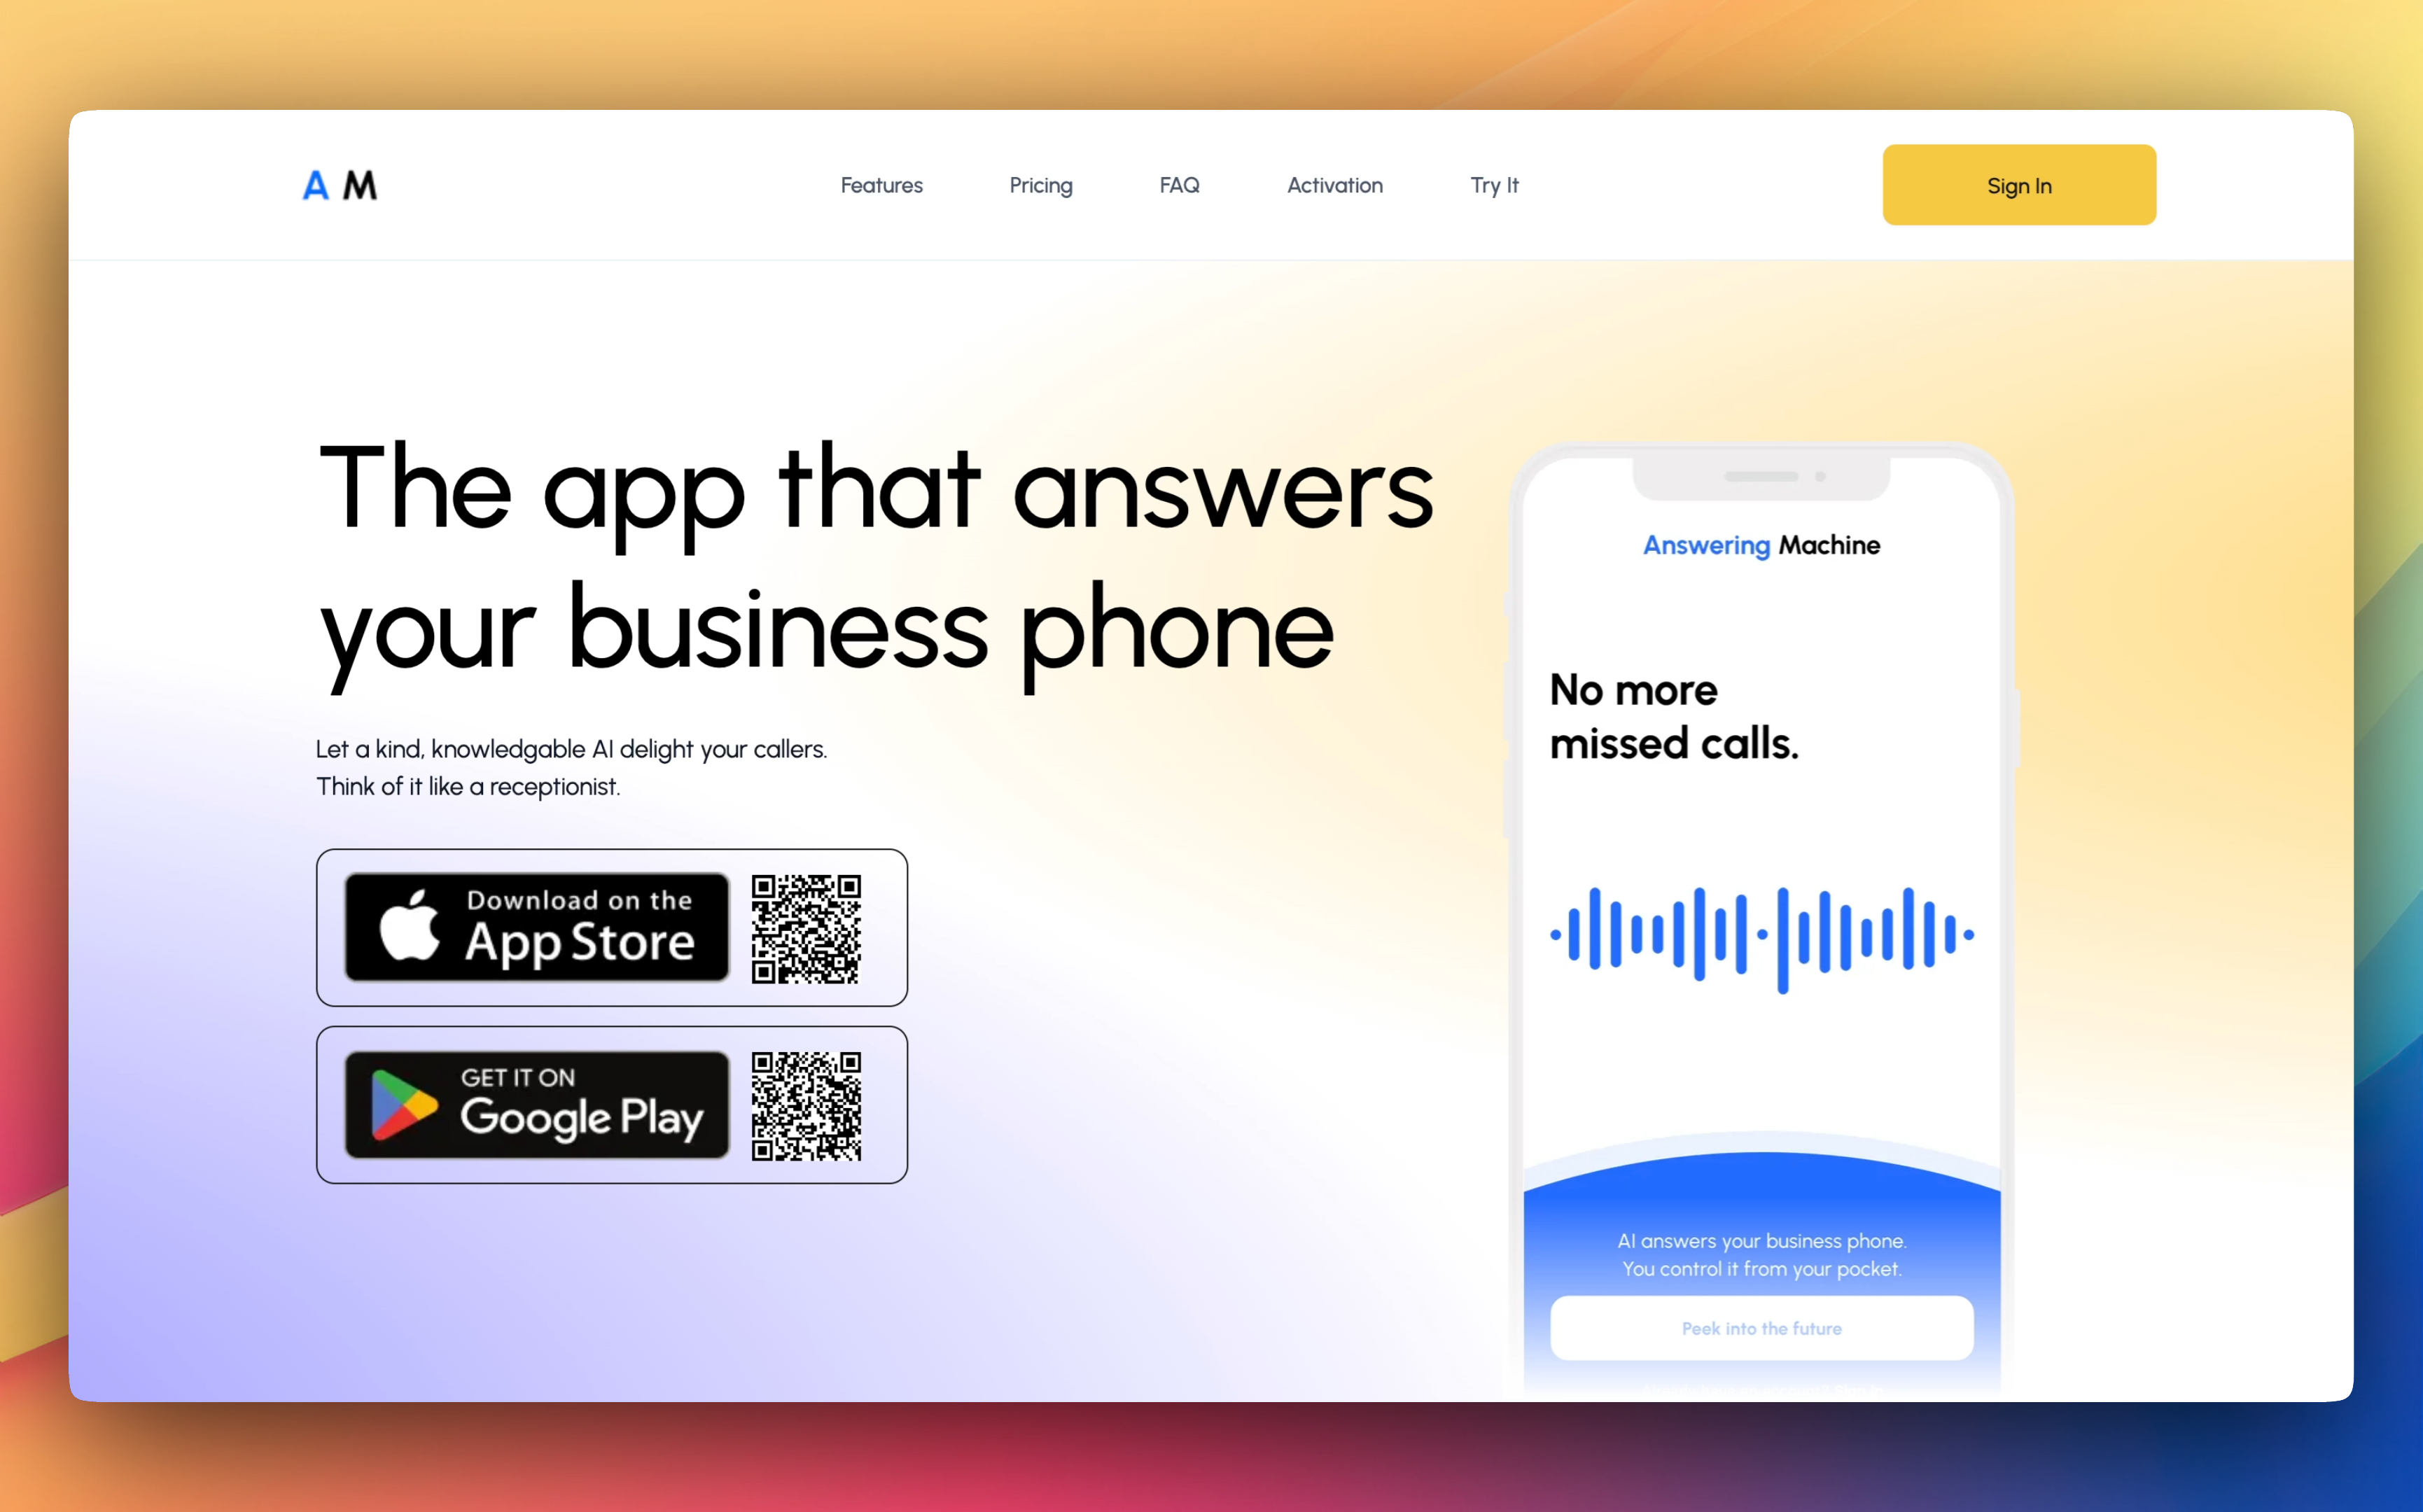 A M
Features
Pricing
FAQ
Activation
Try It
Sign In
The app that answers
your business phone
Let a kind, knowledgable AI delight your callers.
Think of it like a receptionist.
Download on the
App Store
GET IT ON
Google Play
Answering Machine
No more
missed calls.
AI answers your business phone.
You control it from your pocket.
Peek into the future